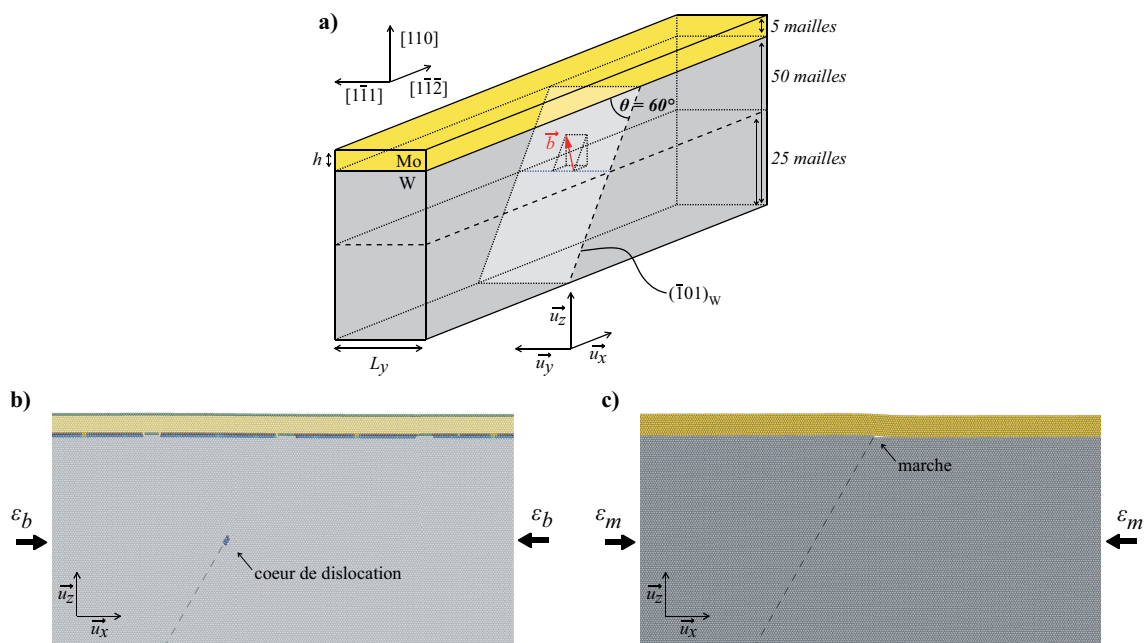 a)
[110]
[11̅2̅]
[11̅1]
5 mailles
50 mailles
25 mailles
θ = 60°
b⃗
h
Mo
W
(1̅01)W
u⃗z
u⃗y
u⃗x
Ly
b)
c)
marche
εb
εb
εm
εm
coeur de dislocation
u⃗z
u⃗x
u⃗z
u⃗x